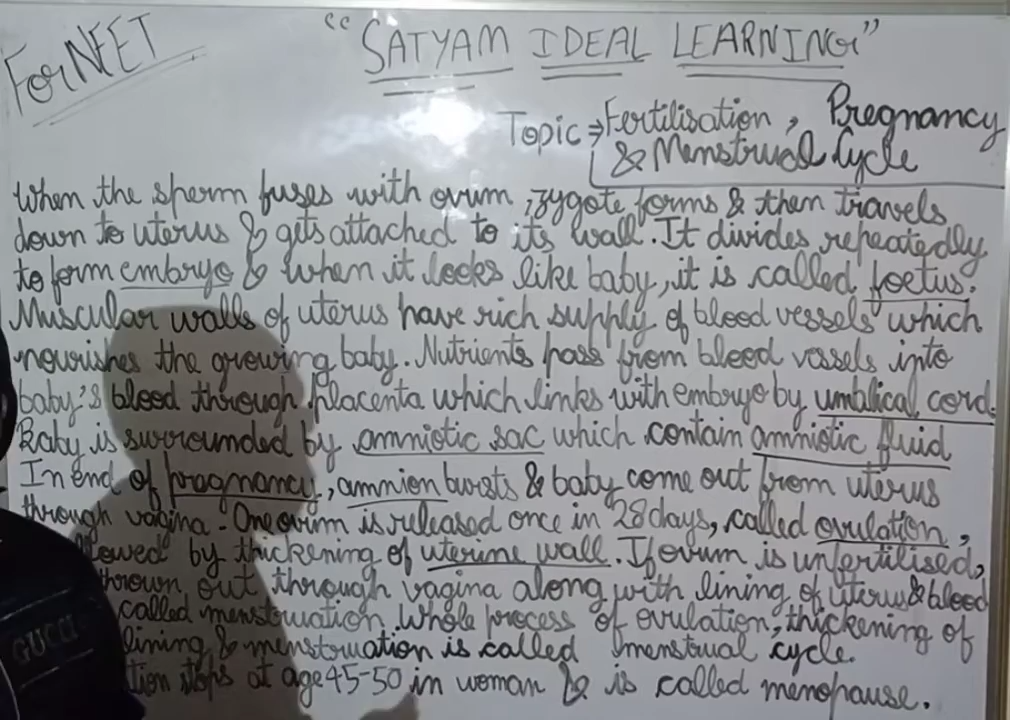 For NEET
"SATYAM IDEAL LEARNING"
Topic ⇒ Fertilisation, Pregnancy
& Menstrual Cycle
When the sperm fuses with ovum, zygote forms & then travels
down to uterus & gets attached to its wall. It divides repeatedly
to form embryo & when it looks like baby, it is called foetus.
Muscular walls of uterus have rich supply of blood vessels which
nourishes the growing baby. Nutrients pass from blood vessels into
baby's blood through placenta which links with embryo by umblical cord.
Baby is surrounded by amniotic sac which contain amniotic fluid
In end of pregnancy, amnion bursts & baby come out from uterus
through vagina. One ovum is released once in 28 days, called ovulation,
lowed by thickening of uterine wall. If ovum is unfertilised,
thrown out through vagina along with lining of uterus & blood
called menstruation. Whole process of ovulation, thickening of
lining & menstruation is called menstrual cycle.
tion stops at age 45-50 in woman & is called menopause.
GUCCI